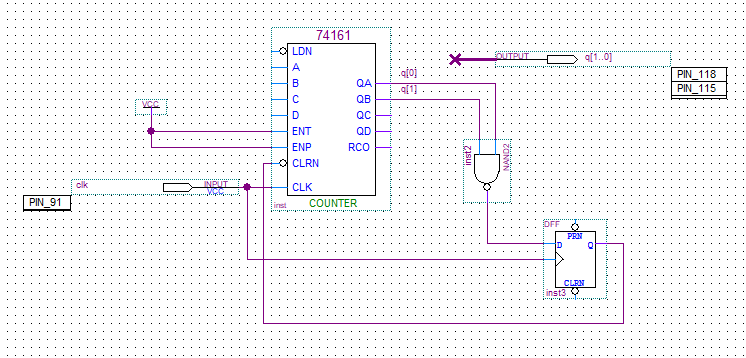 74161
LDN
A
B
C
D
ENT
ENP
CLRN
CLK
QA
QB
QC
QD
RCO
inst
COUNTER
VCC
clk
INPUT
VCC
PIN_91
q[0]
q[1]
OUTPUT
q[1..0]
PIN_118
PIN_115
inst2
NAND2
DFF
PRN
D
Q
CLRN
inst3